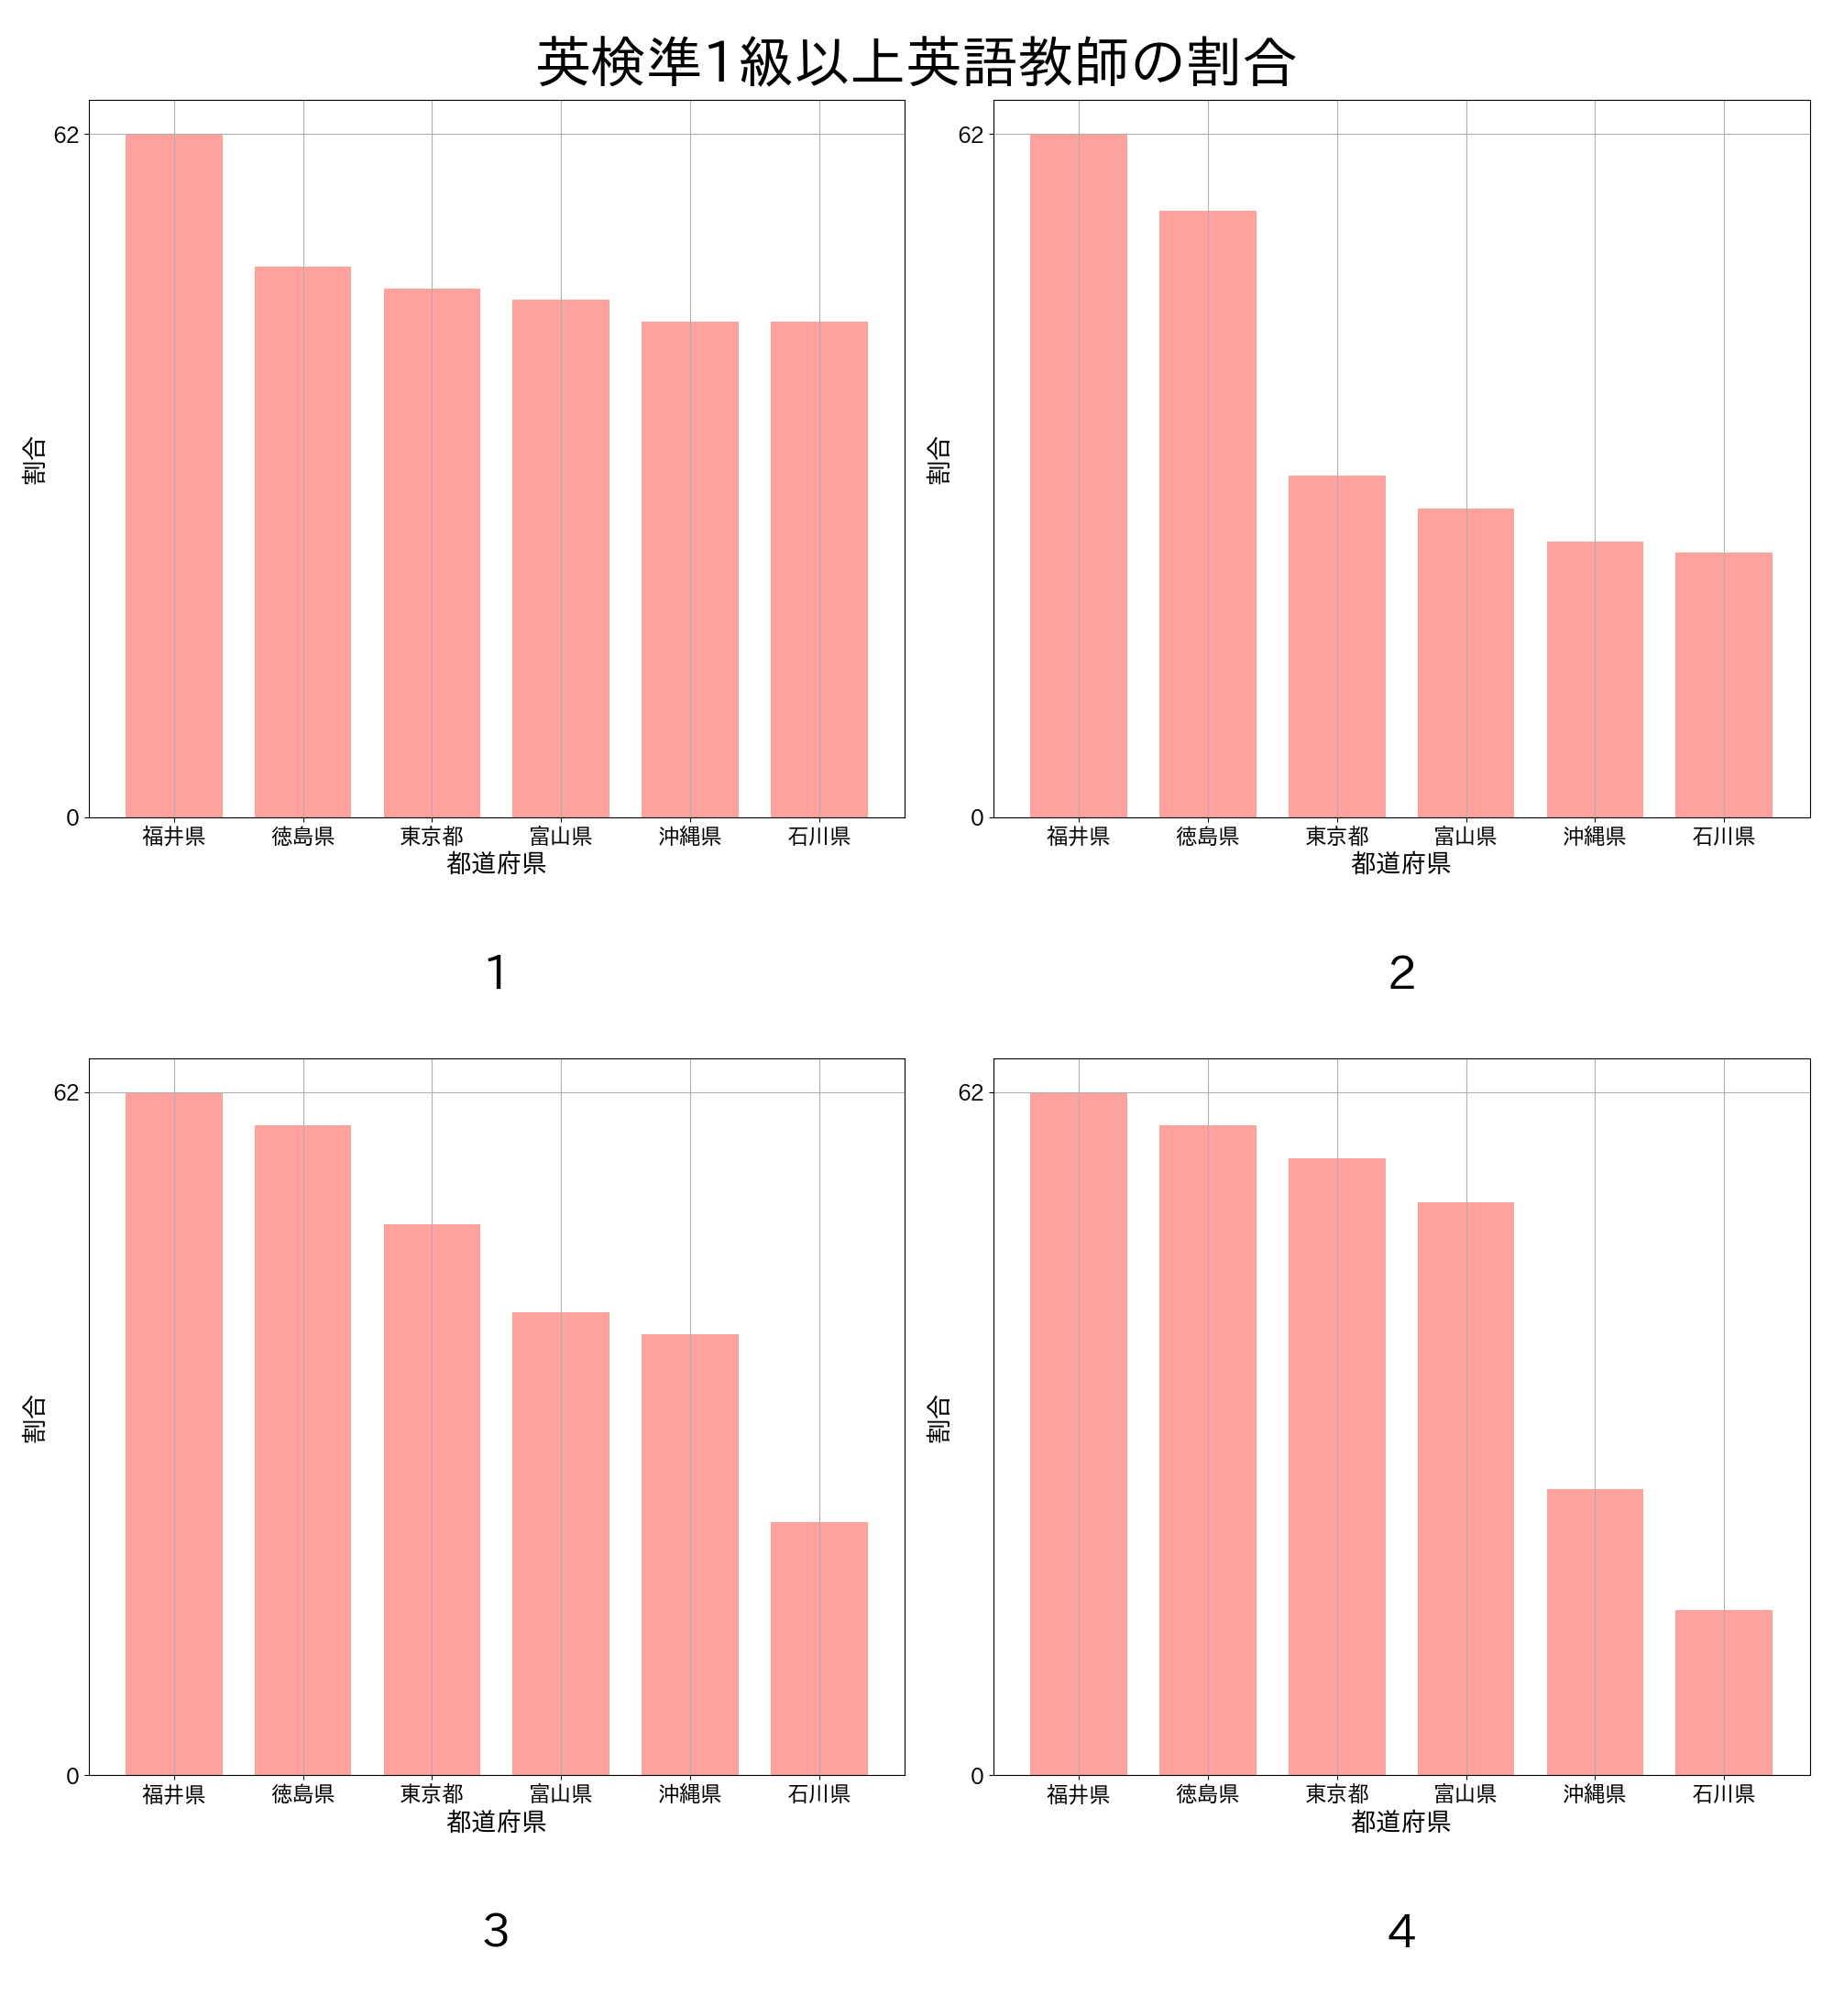 英検準1級以上英語教師の割合
62
0
割合
福井県 徳島県 東京都 富山県 沖縄県 石川県
都道府県
1
62
0
割合
福井県 徳島県 東京都 富山県 沖縄県 石川県
都道府県
2
62
0
割合
福井県 徳島県 東京都 富山県 沖縄県 石川県
都道府県
3
62
0
割合
福井県 徳島県 東京都 富山県 沖縄県 石川県
都道府県
4